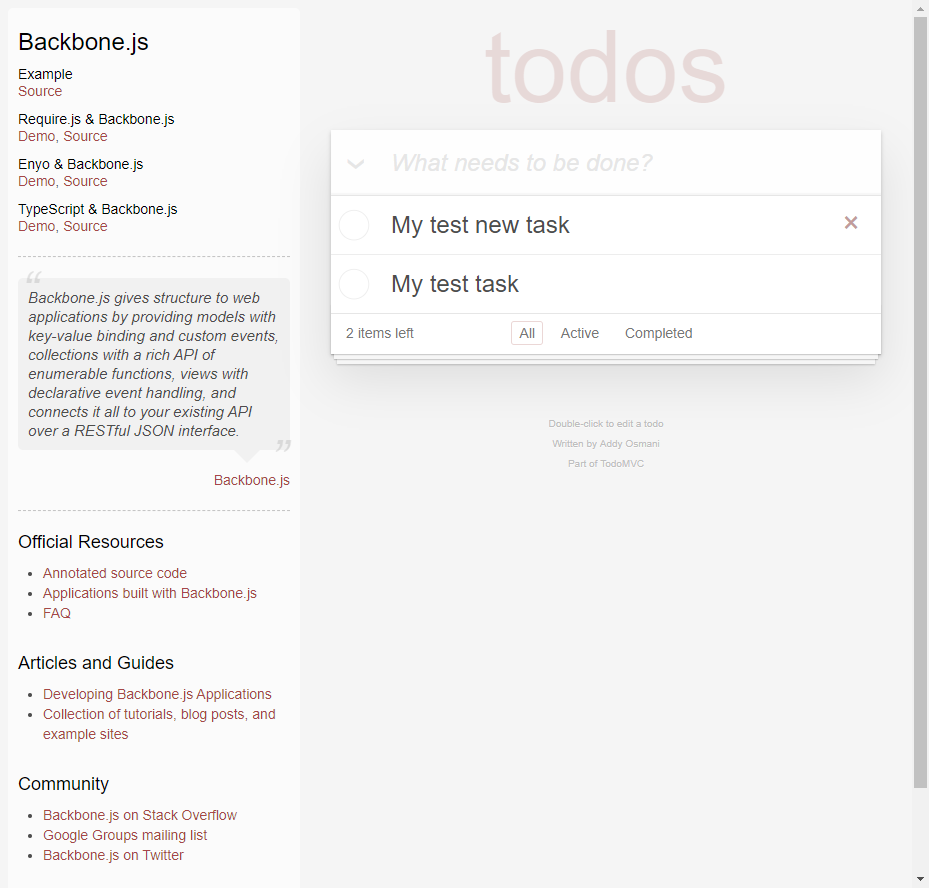 Backbone.js
Example
Source
Require.js & Backbone.js
Demo, Source
Enyo & Backbone.js
Demo, Source
TypeScript & Backbone.js
Demo, Source
“
Backbone.js gives structure to web
applications by providing models with
key-value binding and custom events,
collections with a rich API of
enumerable functions, views with
declarative event handling, and
connects it all to your existing API
over a RESTful JSON interface.
”
Backbone.js
Official Resources
• Annotated source code
• Applications built with Backbone.js
• FAQ
Articles and Guides
• Developing Backbone.js Applications
• Collection of tutorials, blog posts, and
example sites
Community
• Backbone.js on Stack Overflow
• Google Groups mailing list
• Backbone.js on Twitter
todos
What needs to be done?
My test new task ×
My test task
2 items left All Active Completed
Double-click to edit a todo
Written by Addy Osmani
Part of TodoMVC